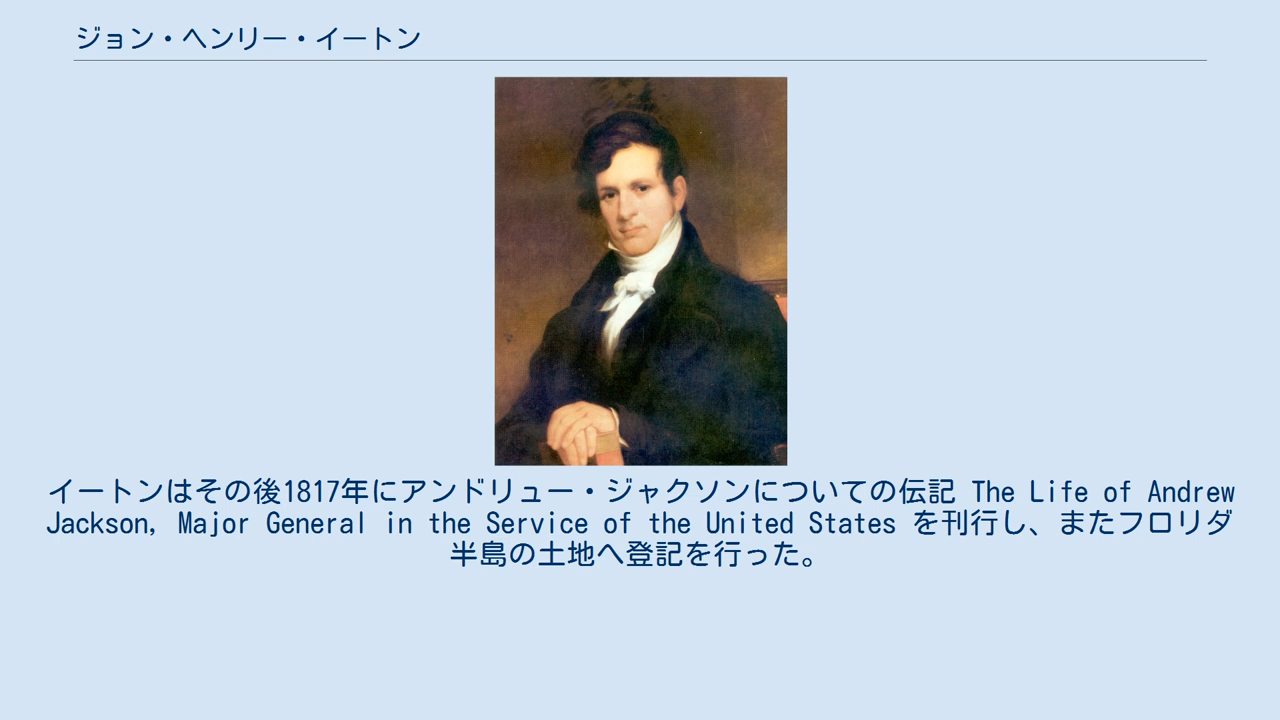 ジョン・ヘンリー・イートン
イートンはその後1817年にアンドリュー・ジャクソンについての伝記 The Life of Andrew
Jackson, Major General in the Service of the United States を刊行し、またフロリダ
半島の土地へ登記を行った。